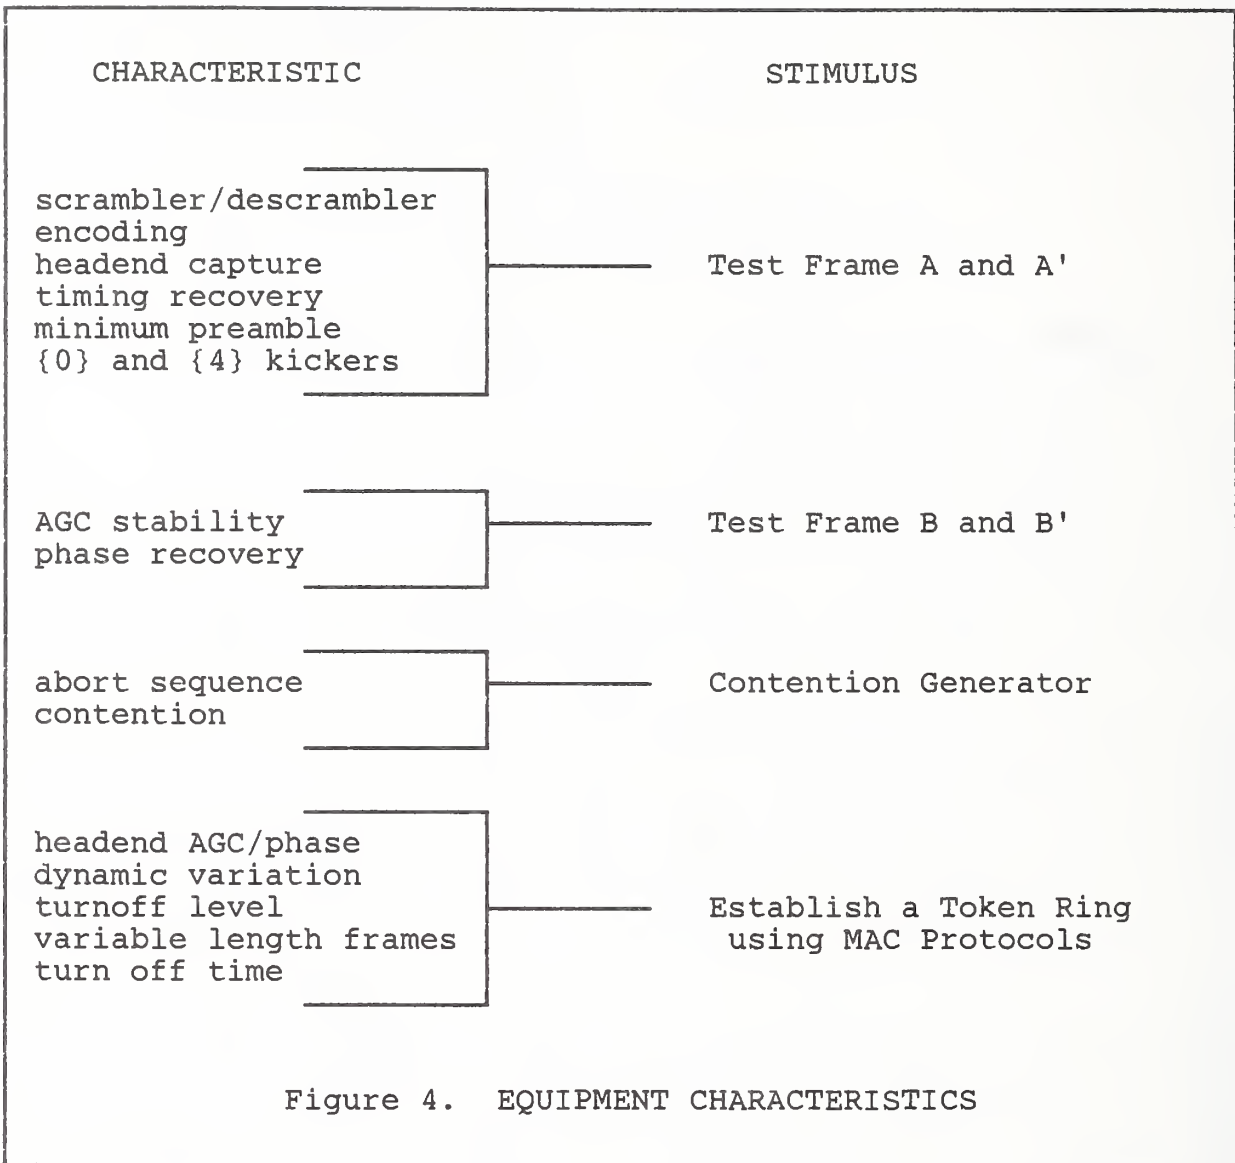 CHARACTERISTIC STIMULUS
scrambler/descrambler
encoding
headend capture Test Frame A and A'
timing recovery
minimum preamble
{0} and {4} kickers
AGC stability Test Frame B and B'
phase recovery
abort sequence Contention Generator
contention
headend AGC/phase
dynamic variation
turnoff level Establish a Token Ring
variable length frames using MAC Protocols
turn off time
Figure 4. EQUIPMENT CHARACTERISTICS